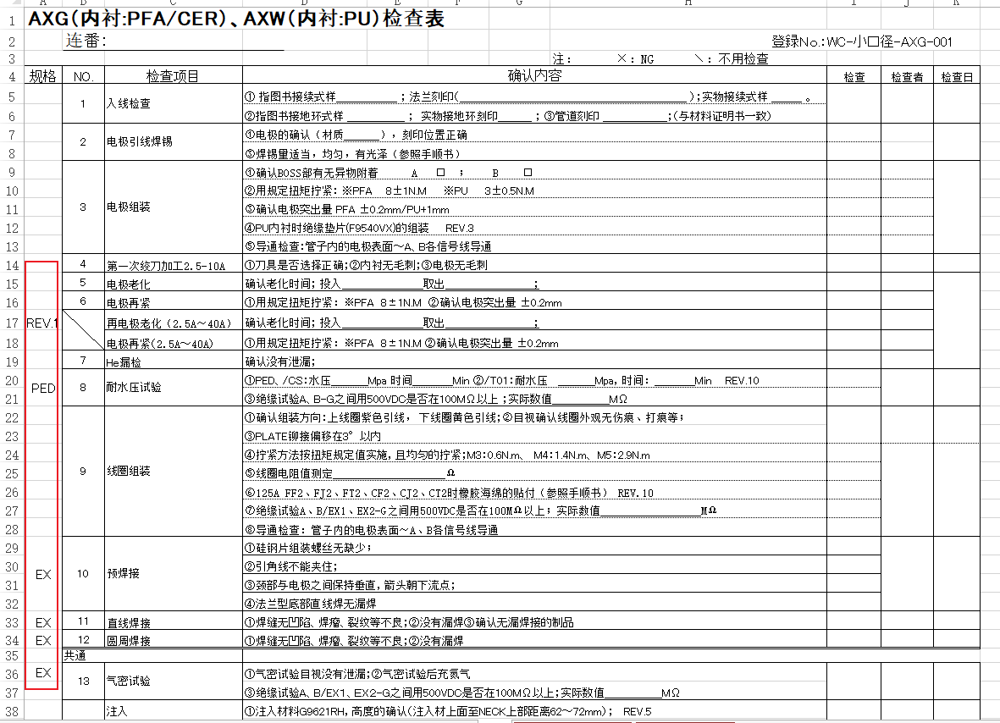 A B C D E F G H I J K
1 AXG(内衬:PFA/CER)、AXW(内衬:PU)检查表
2 连番: 登録No.:WC-小口径-AXG-001
3 注: ×: NG ﹨: 不用检查
4 规格 NO. 检查项目 确认内容 检查 检查者 检查日
5 ① 指图书接续式样__________ ; 法兰刻印(______________________________ );实物接续式样 _____ 。
1 入线检查
6 ②指图书接地环式样 _________ ; 实物接地环刻印______ ; ③管道刻印 __________;(与材料证明书一致)
7 ①电极的确认（材质______ ）, 刻印位置正确
2 电极引线焊锡
8 ③焊锡量适当，均匀，有光泽（参照手顺书）
9 ①确认BOSS部有无异物附着 A □ ; B □
10 ②用规定扭矩拧紧: ※PFA 8±1N.M ※PU 3±0.5N.M
11 3 电极组装 ③确认电极突出量 PFA ±0.2mm/PU+1mm
12 ④PU内衬时绝缘垫片(F9540VX)的组装 REV.3
13 ⑤导通检查:管子内的电极表面～A、B各信号线导通
14 4 第一次绞刀加工2.5-10A ①刀具是否选择正确;②内衬无毛刺;③电极无毛刺
15 5 电极老化 确认老化时间; 投入_____________取出______________;
16 6 电极再紧 ①用规定扭矩拧紧: ※PFA 8±1N.M ②确认电极突出量 ±0.2mm
17 REV.1 再电极老化（2.5A～40A） 确认老化时间; 投入_____________取出______________;
18 电极再紧(2.5A～40A) ①用规定扭矩拧紧: ※PFA 8±1N.M ②确认电极突出量 ±0.2mm
19 7 He漏检 确认没有泄漏;
20 ①PED、/CS:水压______Mpa 时间______Min ②/T01:耐水压 ______Mpa, 时间: ______Min REV.10
PED 8 耐水压试验
21 ③绝缘试验A、B-G之间用500VDC是否在100MΩ以上 ;实际数值_________MΩ
22 ①确认组装方向:上线圈紫色引线， 下线圈黄色引线;②目视确认线圈外观无伤痕、打痕等;
23 ③PLATE铆接偏移在3°以内
24 ④拧紧方法按扭矩规定值实施, 且均匀的拧紧;M3:0.6N.m、 M4:1.4N.m、M5:2.9N.m
25 9 线圈组装 ⑤线圈电阻值测定__________________Ω
26 ⑥125A FF2、FJ2、FT2、CF2、CJ2、CT2时橡胶海绵的贴付（参照手顺书） REV.10
27 ⑦绝缘试验A、B/EX1、EX2-G之间用500VDC是否在100MΩ以上; 实际数值________________MΩ
28 ⑧导通检查: 管子内的电极表面～A、B各信号线导通
29 ①硅钢片组装螺丝无缺少;
30 ②引角线不能夹住;
EX 10 预焊接
31 ③颈部与电极之间保持垂直, 箭头朝下流点;
32 ④法兰型底部直线焊无漏焊
33 EX 11 直线焊接 ①焊缝无凹陷、焊瘤、裂纹等不良;②没有漏焊③确认无漏焊接的制品
34 EX 12 圆周焊接 ①焊缝无凹陷、焊瘤、裂纹等不良;②没有漏焊
35 共通
36 EX ①气密试验目视没有泄漏;②气密试验后充氮气
13 气密试验
37 ③绝缘试验A、B/EX1、EX2-G之间用500VDC是否在100MΩ以上;实际数值_________MΩ
38 注入 ①注入材料G9621RH, 高度的确认(注入材上面至NECK上部距离62～72mm); REV.5